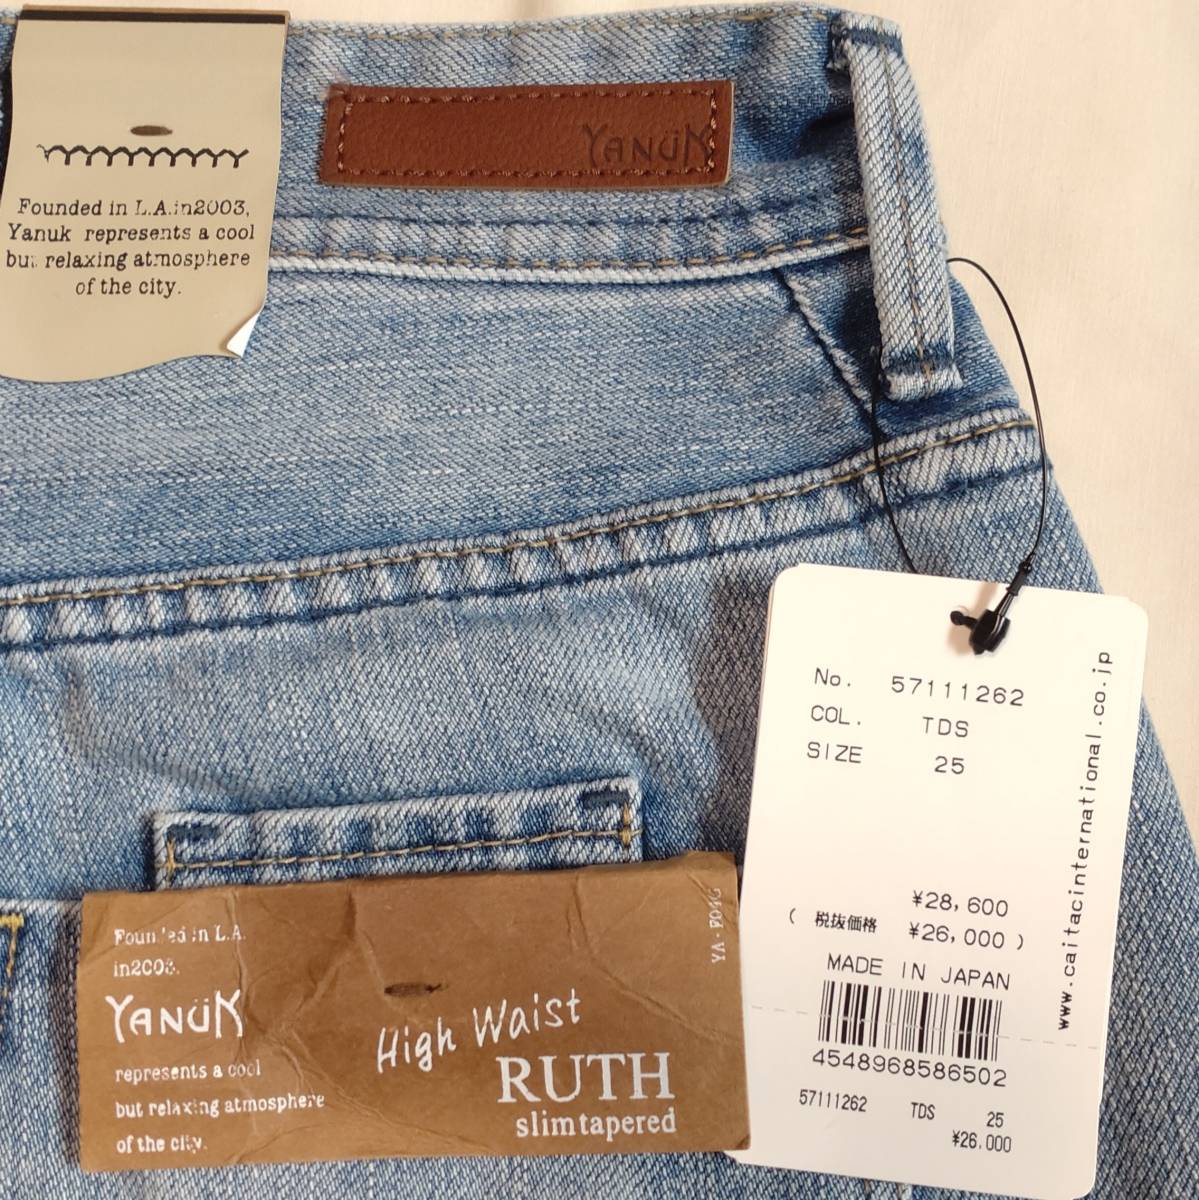 Founded in L.A.in2003,
Yanuk represents a cool
but relaxing atmosphere
of the city.
YANÜK
No. 57111262
COL. TDS
SIZE 25
¥28,600
( 税抜価格 ¥26,000 )
MADE IN JAPAN
4548968586502
57111262 TDS 25
¥26.000
www.caitacinternational.co.jp
Founded in L.A.
in2003.
YANÜK
represents a cool
but relaxing atmosphere
of the city.
High Waist
RUTH
slimtapered